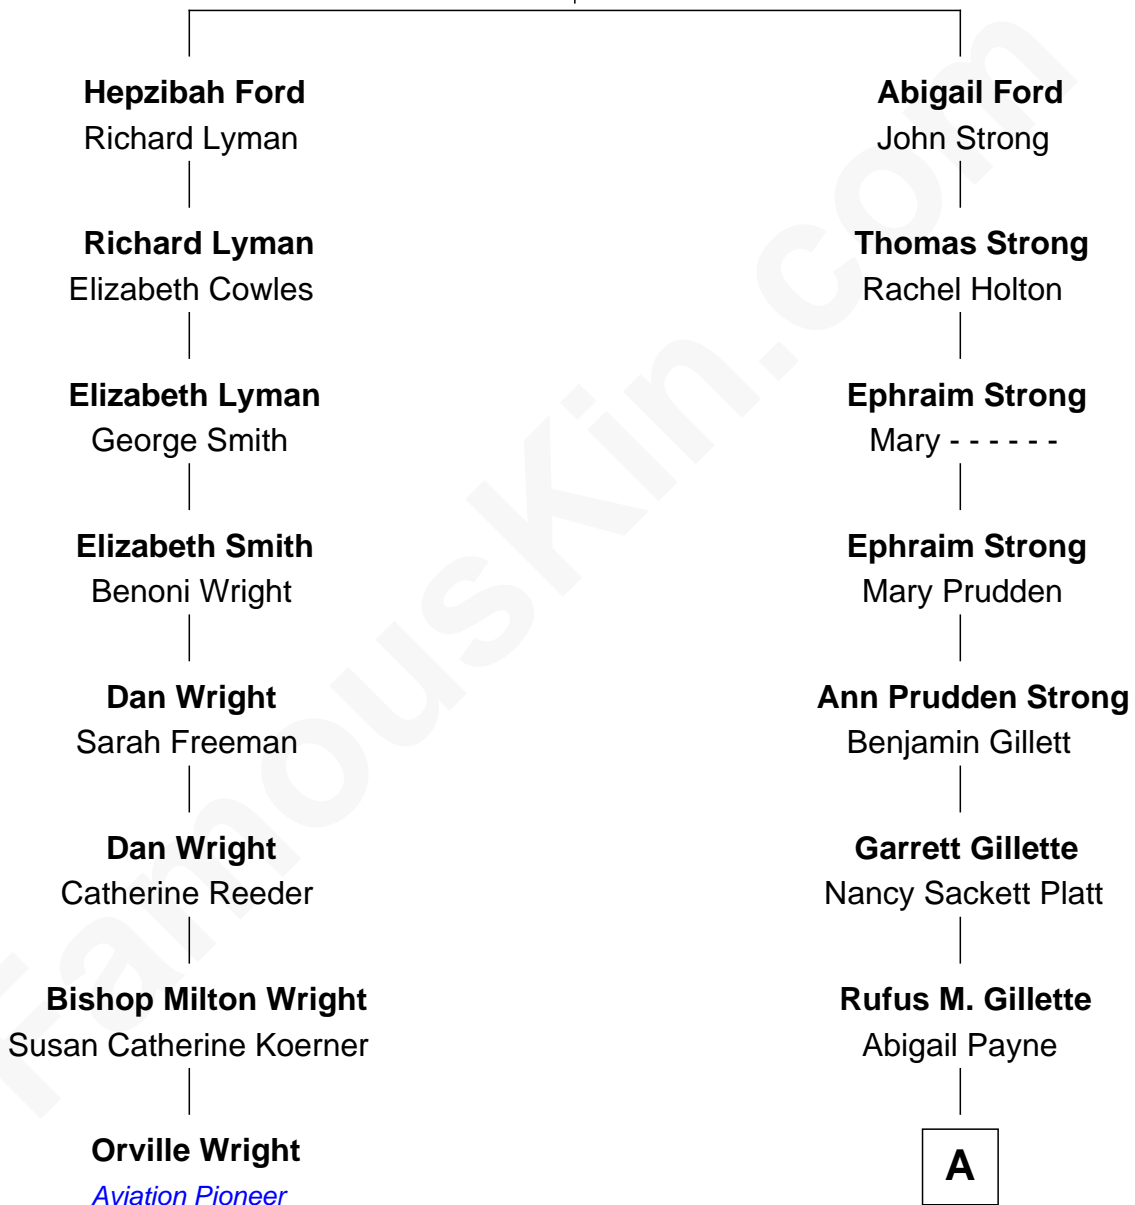 Hepzibah Ford
Richard Lyman
Abigail Ford
John Strong
Richard Lyman
Elizabeth Cowles
Thomas Strong
Rachel Holton
Elizabeth Lyman
George Smith
Ephraim Strong
Mary - - - - - -
Elizabeth Smith
Benoni Wright
Ephraim Strong
Mary Prudden
Dan Wright
Sarah Freeman
Ann Prudden Strong
Benjamin Gillett
Dan Wright
Catherine Reeder
Garrett Gillette
Nancy Sackett Platt
Bishop Milton Wright
Susan Catherine Koerner
Rufus M. Gillette
Abigail Payne
Orville Wright
Aviation Pioneer
A
FamousKin.com